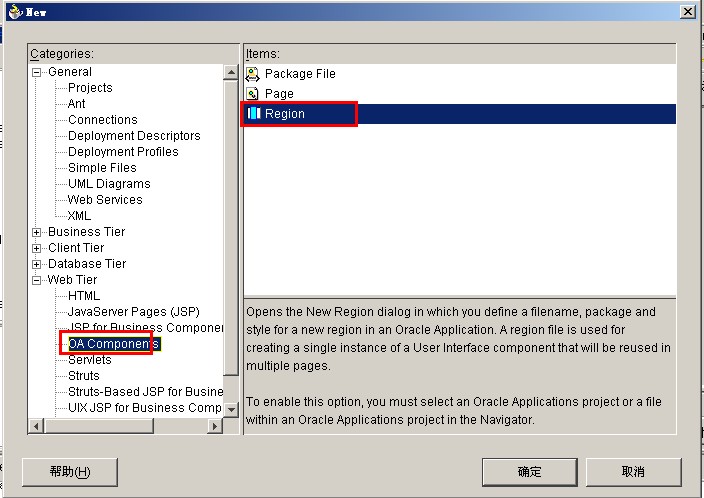 New
Categories:
General
Projects
Ant
Connections
Deployment Descriptors
Deployment Profiles
Simple Files
UML Diagrams
Web Services
XML
Business Tier
Client Tier
Database Tier
Web Tier
HTML
JavaServer Pages (JSP)
JSP for Business Componer
OA Components
Servlets
Struts
Struts-Based JSP for Busine
UIX JSP for Business Comp
Items:
Package File
Page
Region
Opens the New Region dialog in which you define a filename, package and
style for a new region in an Oracle Application. A region file is used for
creating a single instance of a User Interface component that will be reused in
multiple pages.
To enable this option, you must select an Oracle Applications project or a file
within an Oracle Applications project in the Navigator.
帮助(H)
确定
取消